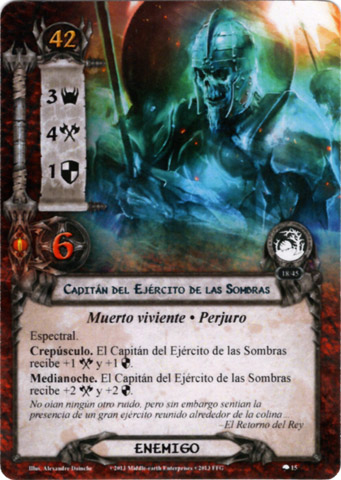 42
3
4
1
6
18/45
Capitán del Ejército de las Sombras
Muerto viviente • Perjuro
Espectral.
Crepúsculo. El Capitán del Ejército de las Sombras
recibe +1 y +1 .
Medianoche. El Capitán del Ejército de las Sombras
recibe +2 y +2 .
No oían ningún otro ruido, pero sin embargo sentían la
presencia de un gran ejército reunido alrededor de la colina
–El Retorno del Rey
ENEMIGO
Illus. Alexandre Dainche ©2013 Middle-earth Enterprises •2013 FFG 15